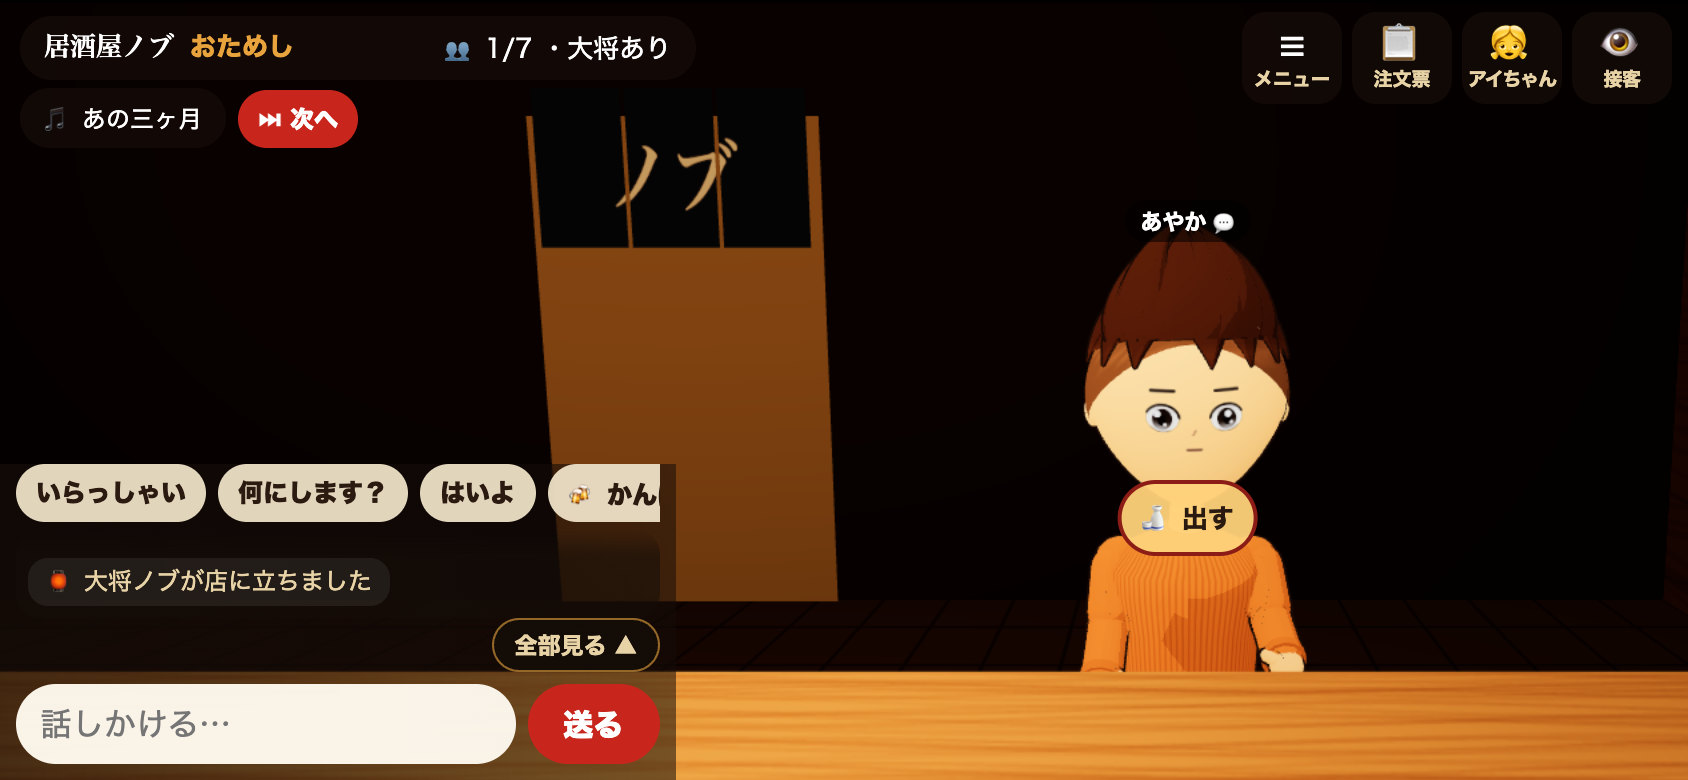 居酒屋ノブ おためし 1/7 ・大将あり
メニュー
注文票
アイちゃん
接客
あの三ヶ月
次へ
ノブ
あやか
いらっしゃい
何にします？
はいよ
かん
出す
大将ノブが店に立ちました
全部見る ▲
話しかける…
送る